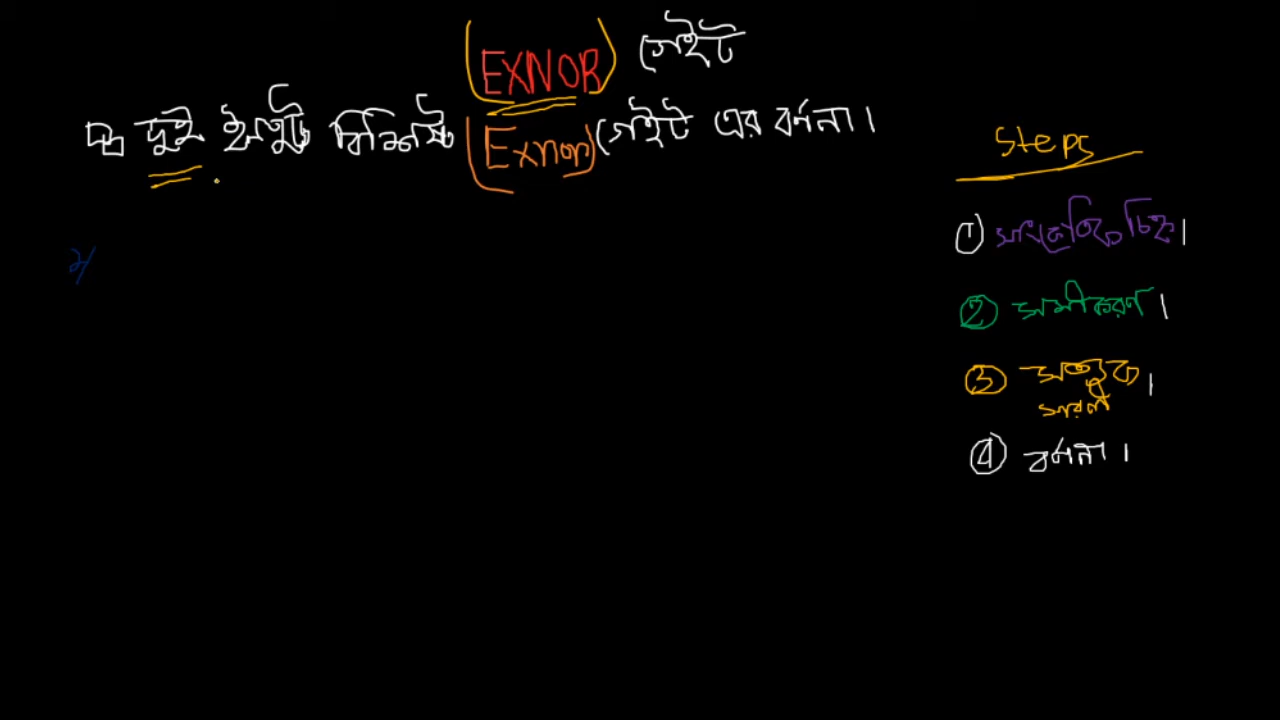 (EXNOR) গেইট
দুই ইনপুট বিশিষ্ট (Exnor) গেইট এর বর্ণনা।
Steps
① সাংকেতিক চিহ্ন।
② সমীকরণ।
③ সত্যক
সারণী।
④ বর্ণনা।